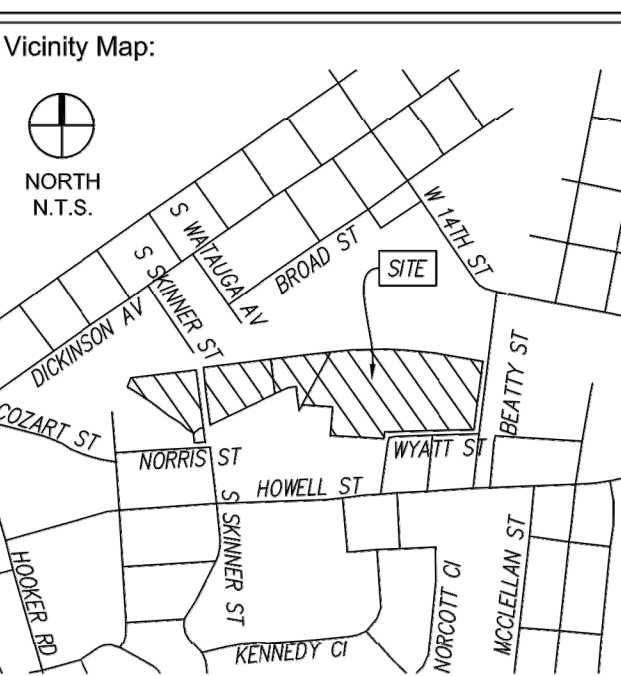 Vicinity Map:
NORTH
N.T.S.
S WATAUGA AV
W 14TH ST
S SKINNER ST
BROAD ST
SITE
DICKINSON AV
BEATTY ST
COZART ST
NORRIS ST
WYATT ST
HOWELL ST
S SKINNER ST
HOOKER RD
MCCLELLAN ST
NORCOTT CI
KENNEDY CI